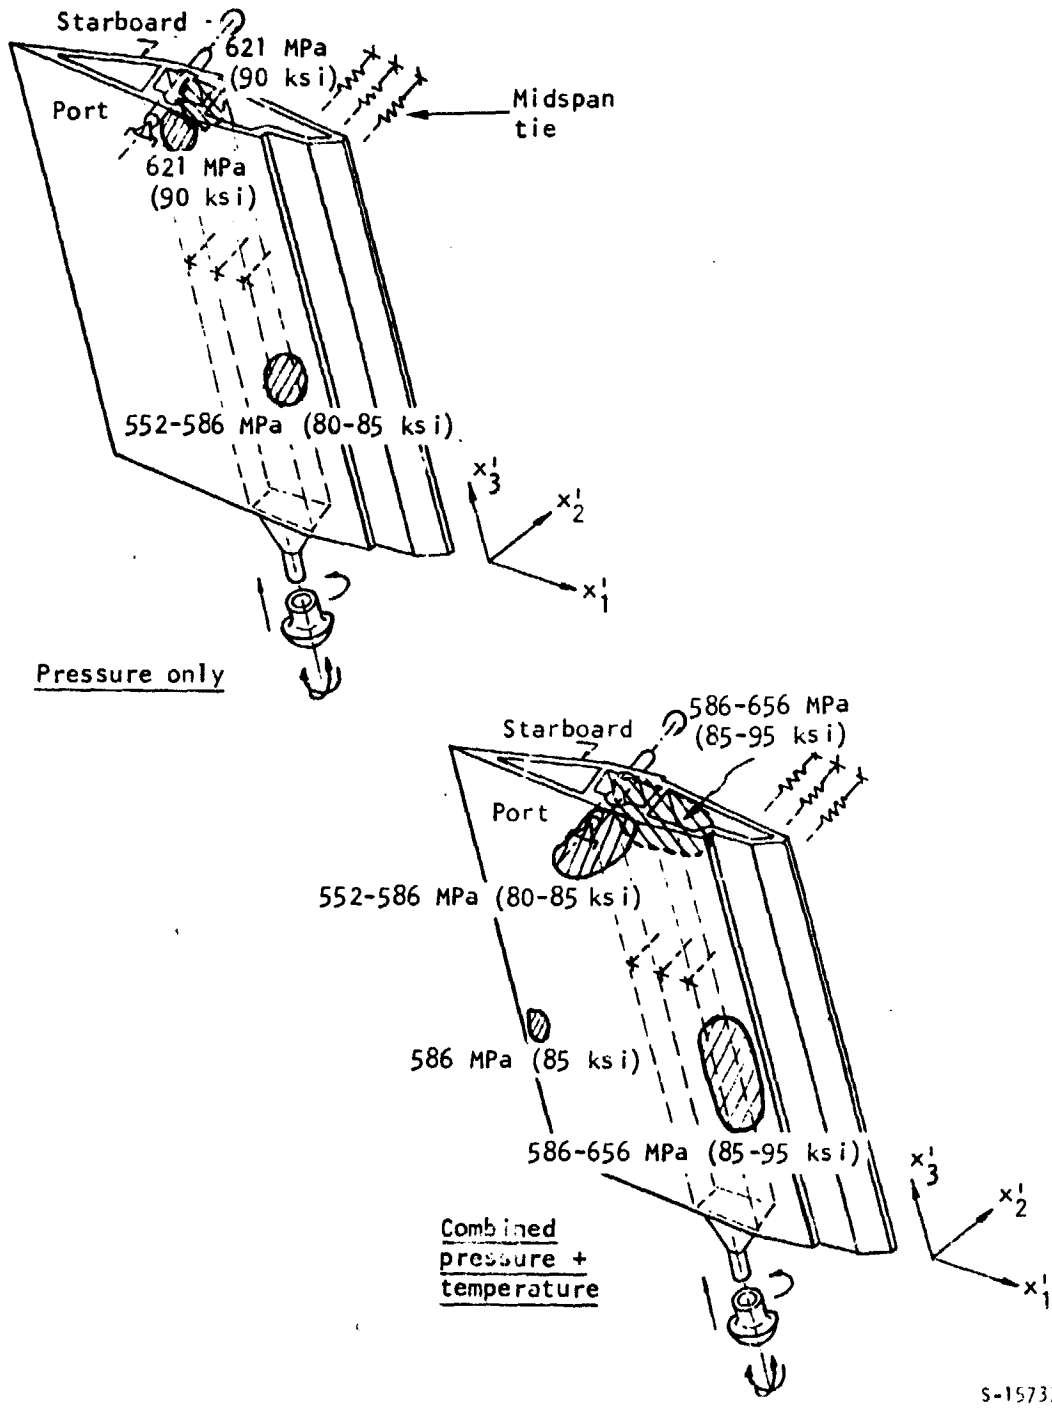 Starboard
621 MPa
(90 ksi)
Port
Midspan
tie
621 MPa
(90 ksi)
552-586 MPa (80-85 ksi)
x'3
x'2
x'1
Pressure only
586-656 MPa
(85-95 ksi)
Starboard
Port
552-586 MPa (80-85 ksi)
586 MPa (85 ksi)
586-656 MPa (85-95 ksi)
x'3
x'2
x'1
Combined
pressure +
temperature